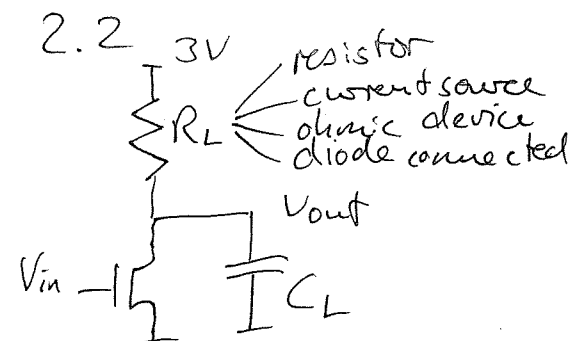 2.2
3V
resistor
current source
RL
ohmic device
diode connected
Vout
Vin
CL